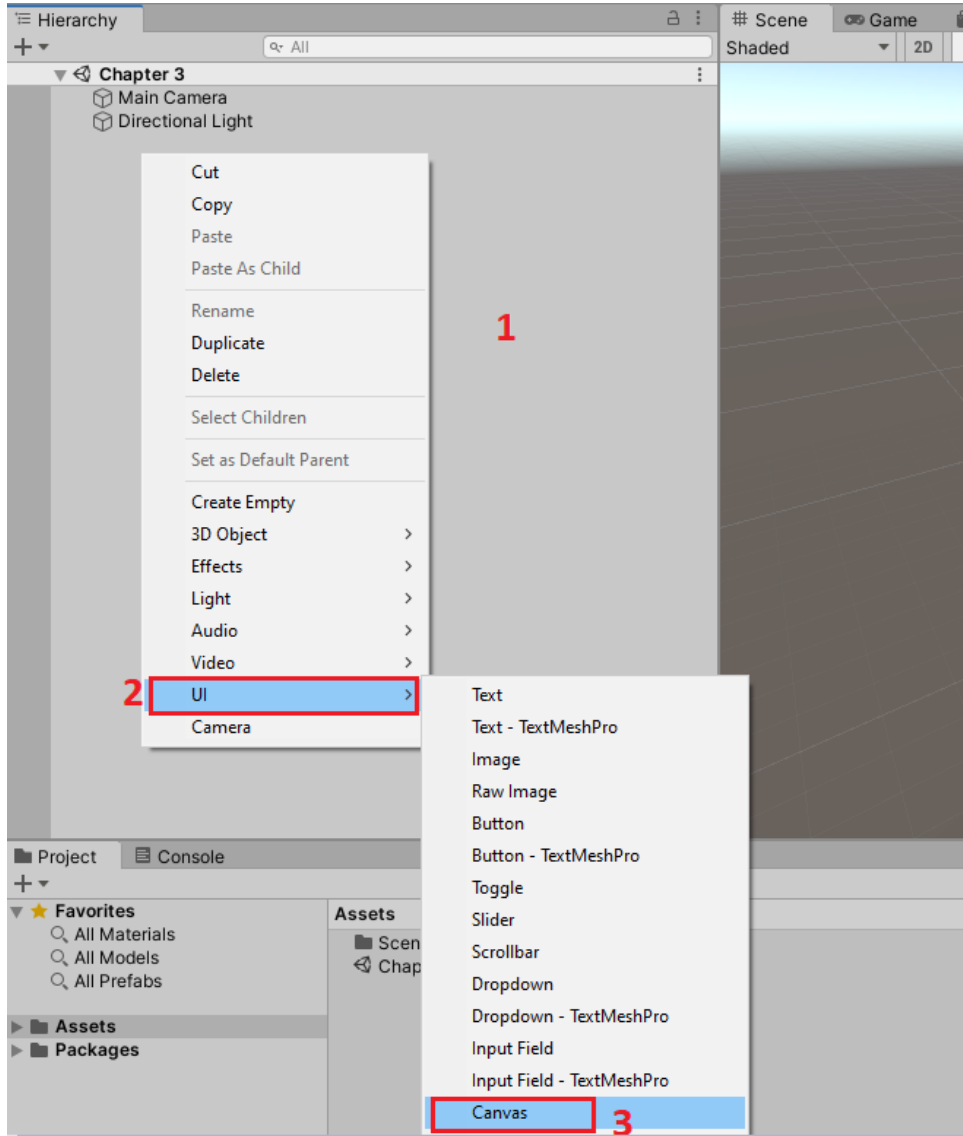 Hierarchy
All
Chapter 3
Main Camera
Directional Light
Cut
Copy
Paste
Paste As Child
Rename
Duplicate
Delete
Select Children
Set as Default Parent
Create Empty
3D Object
Effects
Light
Audio
Video
UI
Camera
1
2
Text
Text - TextMeshPro
Image
Raw Image
Button
Button - TextMeshPro
Toggle
Slider
Scrollbar
Dropdown
Dropdown - TextMeshPro
Input Field
Input Field - TextMeshPro
Canvas
3
# Scene
Game
Shaded
2D
Project
Console
Favorites
All Materials
All Models
All Prefabs
Assets
Packages
Assets
Scen
Chap